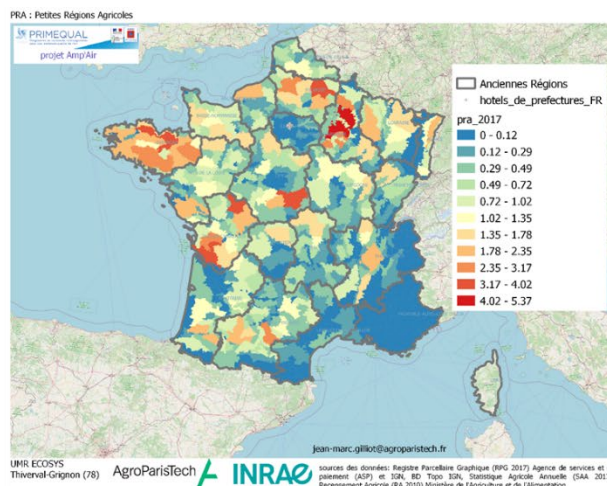 PRA : Petites Régions Agricoles
PRIMEQUAL
projet Amp'Air
Anciennes Régions
hotels_de_prefectures_FR
pra_2017
0 - 0.12
0.12 - 0.29
0.29 - 0.49
0.49 - 0.72
0.72 - 1.02
1.02 - 1.35
1.35 - 1.78
1.78 - 2.35
2.35 - 3.17
3.17 - 4.02
4.02 - 5.37
jean-marc.gilliot@agroparistech.fr
UMR ECOSYS
Thiverval-Grignon (78)
AgroParisTech
INRAE
sources des données: Registre Parcellaire Graphique (RPG 2017) Agence de services et
paiement (ASP) et IGN, BD Topo IGN, Statistique Agricole Annuelle (SAA 201
Recensement Agricole (RA 2010) Ministère de l'Agriculture et de l'Alimentation